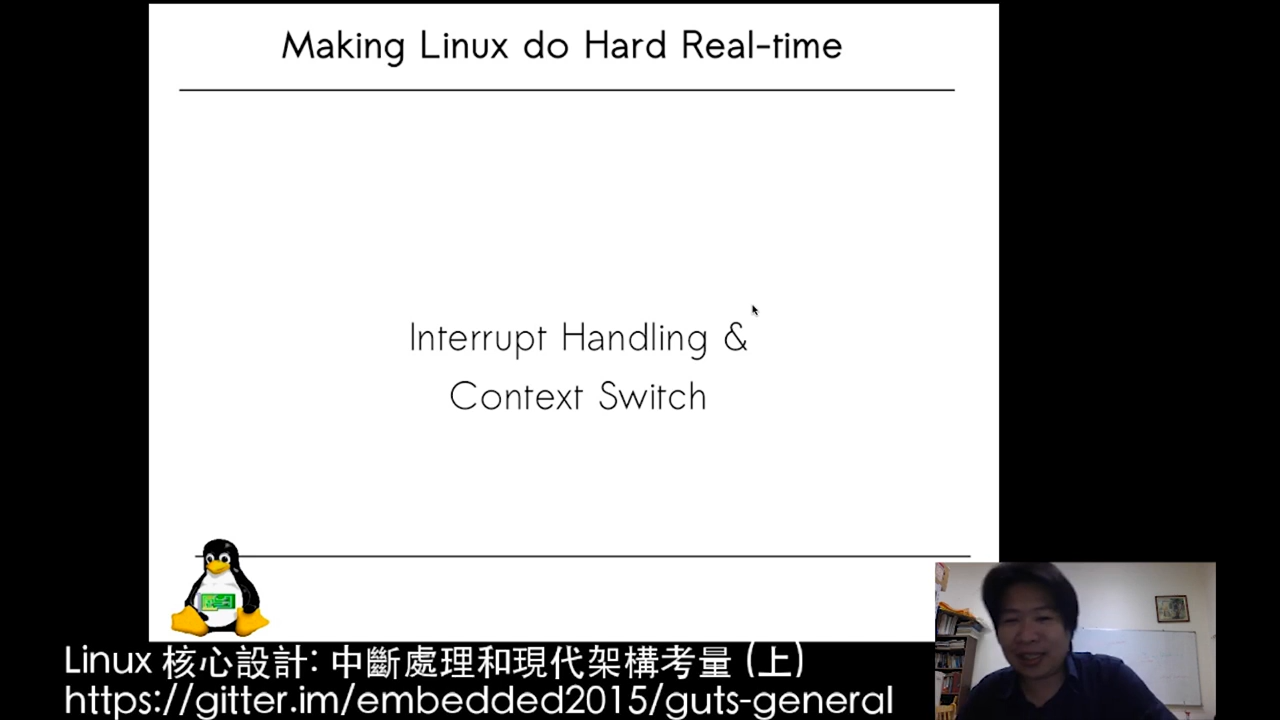 Making Linux do Hard Real-time
Interrupt Handling &
Context Switch
Linux 核心設計: 中斷處理和現代架構考量 (上)
https://gitter.im/embedded2015/guts-general